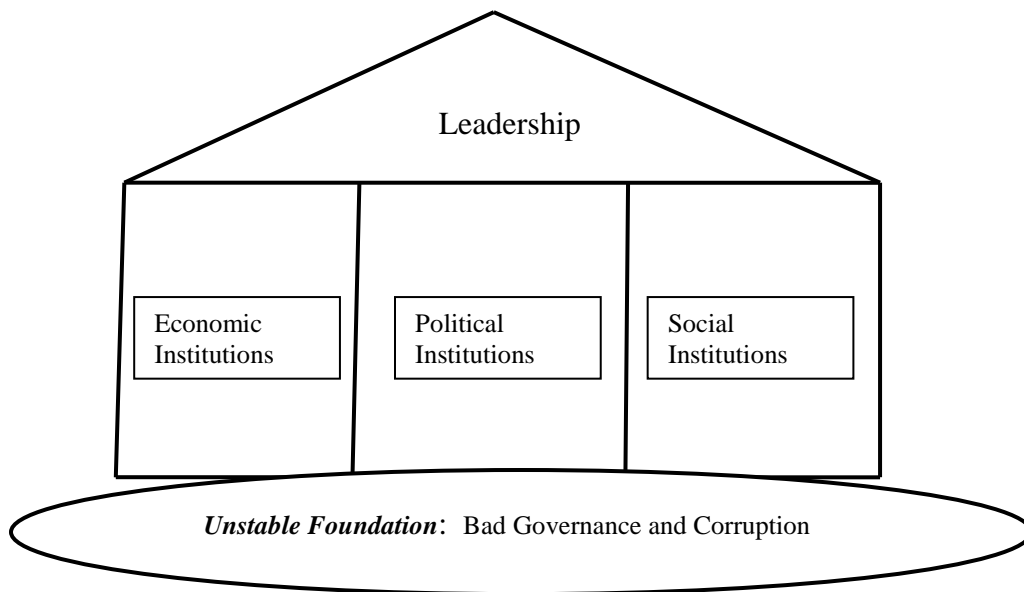 Leadership
Economic
Institutions
Political
Institutions
Social
Institutions
Unstable Foundation: Bad Governance and Corruption